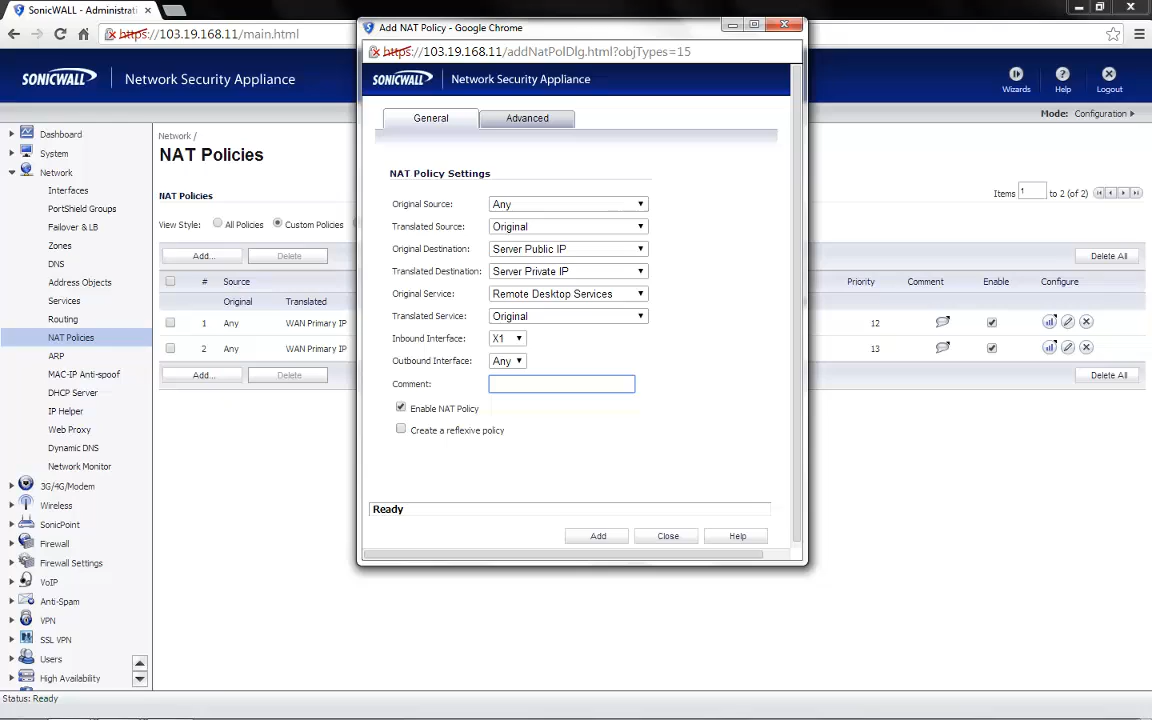 SonicWALL - Administrati
https://103.19.168.11/main.html
SONICWALL
Network Security Appliance
Wizards
Help
Logout
Mode: Configuration
Dashboard
System
Network
Interfaces
PortShield Groups
Failover & LB
Zones
DNS
Address Objects
Services
Routing
NAT Policies
ARP
MAC-IP Anti-spoof
DHCP Server
IP Helper
Web Proxy
Dynamic DNS
Network Monitor
3G/4G/Modem
Wireless
SonicPoint
Firewall
Firewall Settings
VoIP
Anti-Spam
VPN
SSL VPN
Users
High Availability
Status: Ready
Network /
NAT Policies
NAT Policies
Items 1 to 2 (of 2)
View Style: All Policies Custom Policies
Add... Delete Delete All
# Source Priority Comment Enable Configure
Original Translated
1 Any WAN Primary IP 12
2 Any WAN Primary IP 13
Add... Delete Delete All
Add NAT Policy - Google Chrome
https://103.19.168.11/addNatPolDlg.html?objTypes=15
SONICWALL Network Security Appliance
General Advanced
NAT Policy Settings
Original Source: Any
Translated Source: Original
Original Destination: Server Public IP
Translated Destination: Server Private IP
Original Service: Remote Desktop Services
Translated Service: Original
Inbound Interface: X1
Outbound Interface: Any
Comment:
Enable NAT Policy
Create a reflexive policy
Ready
Add Close Help